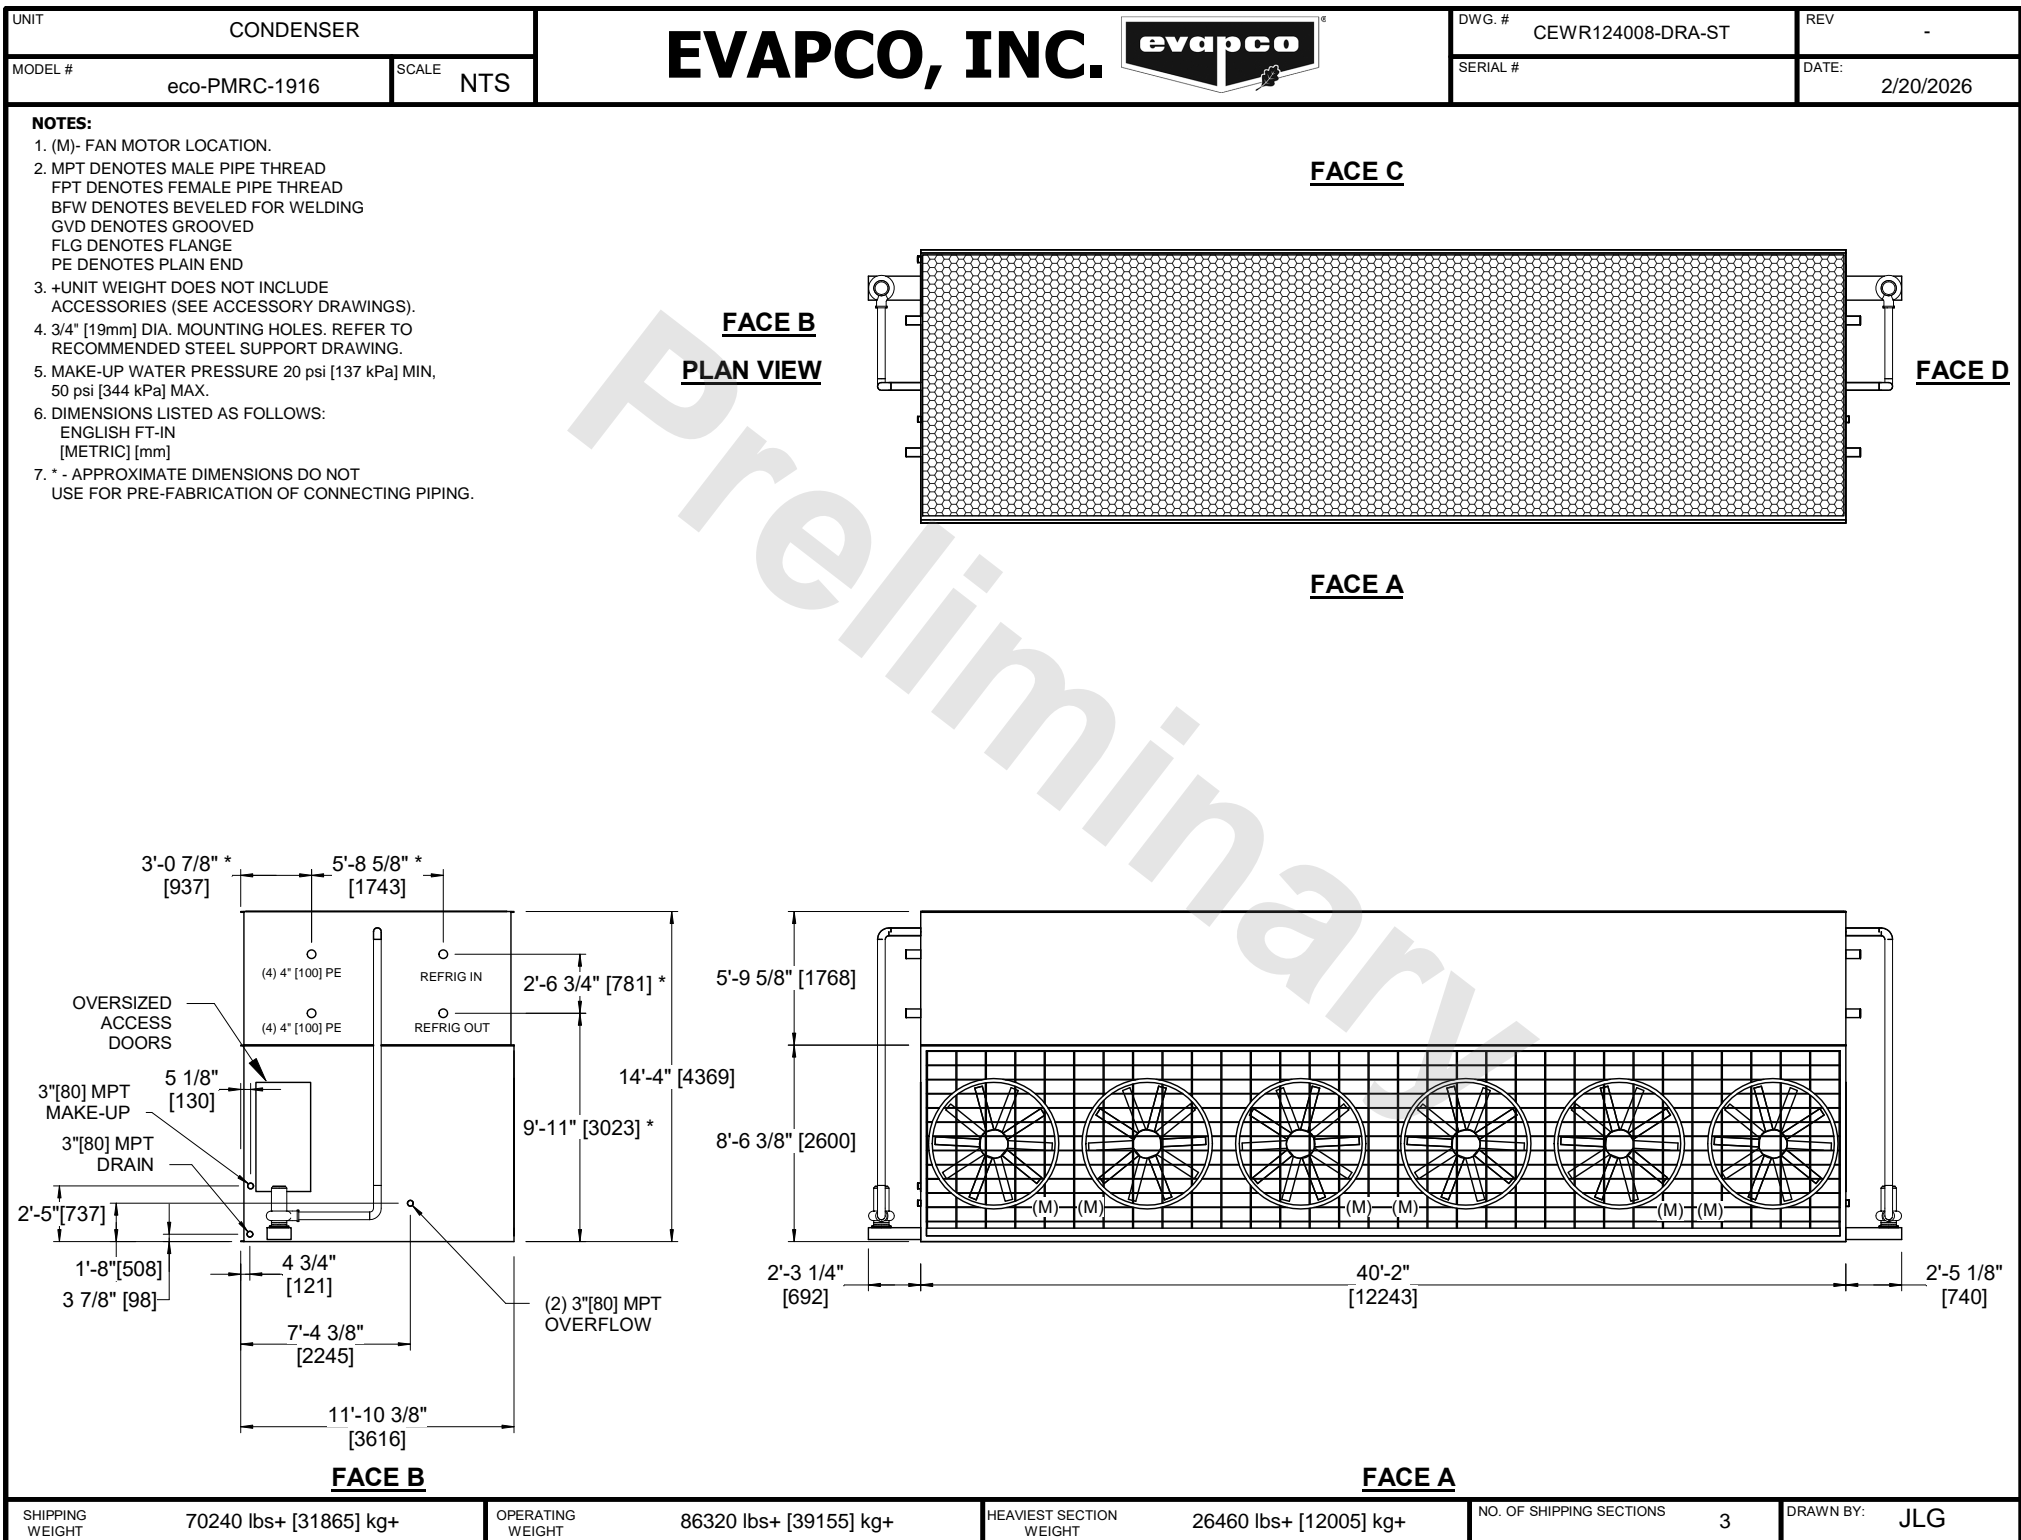 UNIT
CONDENSER
MODEL #
eco-PMRC-1916
SCALE
NTS
EVAPCO, INC.
evapco
®
DWG. #
CEWR124008-DRA-ST
REV
-
SERIAL #
DATE:
2/20/2026
NOTES:
1. (M)- FAN MOTOR LOCATION.
2. MPT DENOTES MALE PIPE THREAD
FPT DENOTES FEMALE PIPE THREAD
BFW DENOTES BEVELED FOR WELDING
GVD DENOTES GROOVED
FLG DENOTES FLANGE
PE DENOTES PLAIN END
3. +UNIT WEIGHT DOES NOT INCLUDE
ACCESSORIES (SEE ACCESSORY DRAWINGS).
4. 3/4" [19mm] DIA. MOUNTING HOLES. REFER TO
RECOMMENDED STEEL SUPPORT DRAWING.
5. MAKE-UP WATER PRESSURE 20 psi [137 kPa] MIN,
50 psi [344 kPa] MAX.
6. DIMENSIONS LISTED AS FOLLOWS:
ENGLISH FT-IN
[METRIC] [mm]
7. * - APPROXIMATE DIMENSIONS DO NOT
USE FOR PRE-FABRICATION OF CONNECTING PIPING.
FACE C
FACE B
PLAN VIEW
FACE D
FACE A
Preliminary
3'-0 7/8" *
[937]
5'-8 5/8" *
[1743]
(4) 4" [100] PE
REFRIG IN
(4) 4" [100] PE
REFRIG OUT
2'-6 3/4" [781] *
14'-4" [4369]
9'-11" [3023] *
OVERSIZED
ACCESS
DOORS
5 1/8"
[130]
3"[80] MPT
MAKE-UP
3"[80] MPT
DRAIN
2'-5"[737]
1'-8"[508]
3 7/8" [98]
4 3/4"
[121]
(2) 3"[80] MPT
OVERFLOW
7'-4 3/8"
[2245]
11'-10 3/8"
[3616]
FACE B
5'-9 5/8" [1768]
8'-6 3/8" [2600]
(M) (M) (M) (M) (M) (M)
2'-3 1/4"
[692]
40'-2"
[12243]
2'-5 1/8"
[740]
FACE A
SHIPPING
WEIGHT
70240 lbs+ [31865] kg+
OPERATING
WEIGHT
86320 lbs+ [39155] kg+
HEAVIEST SECTION
WEIGHT
26460 lbs+ [12005] kg+
NO. OF SHIPPING SECTIONS
3
DRAWN BY:
JLG